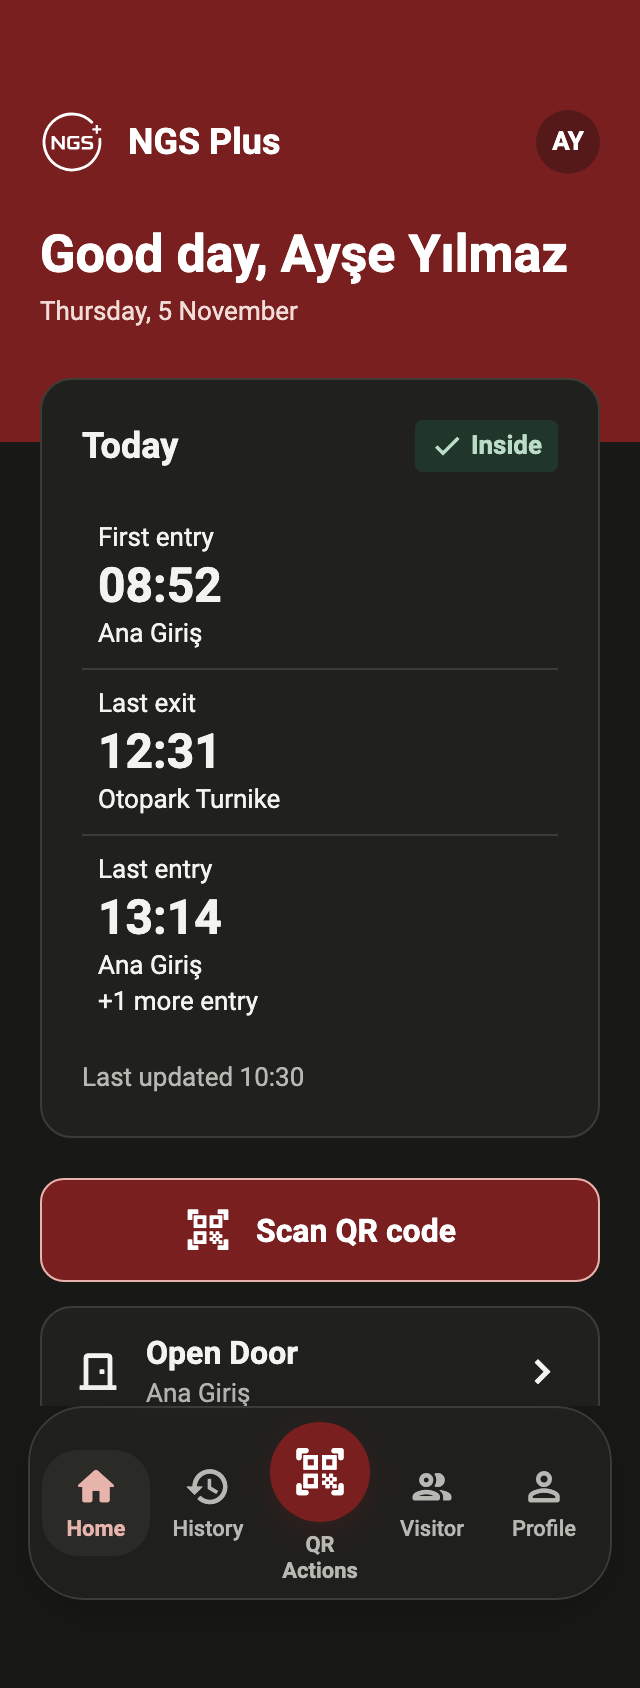 NGS+
NGS Plus
AY
Good day, Ayşe Yılmaz
Thursday, 5 November
Today
Inside
First entry
08:52
Ana Giriş
Last exit
12:31
Otopark Turnike
Last entry
13:14
Ana Giriş
+1 more entry
Last updated 10:30
Scan QR code
Open Door
Ana Giriş
Home
History
QR
Actions
Visitor
Profile